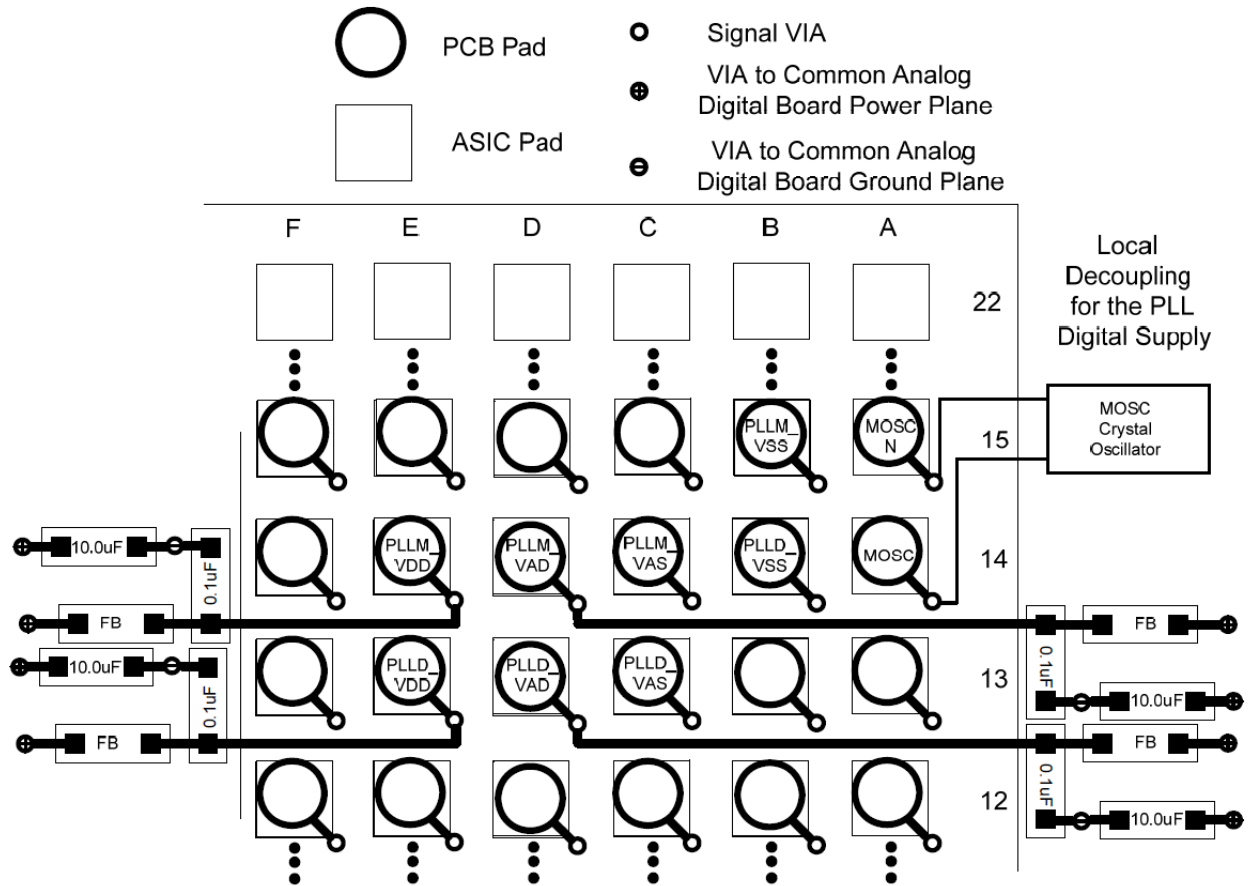 PCB Pad
Signal VIA
VIA to Common Analog
Digital Board Power Plane
ASIC Pad
VIA to Common Analog
Digital Board Ground Plane
F E D C B A
Local
Decoupling
for the PLL
Digital Supply
22
PLLM_
VSS
MOSC
N
15
MOSC
Crystal
Oscillator
10.0uF
0.1uF
FB
PLLM_
VDD
PLLM_
VAD
PLLM_
VAS
PLLD_
VSS
MOSC
14
FB
0.1uF
10.0uF
10.0uF
0.1uF
FB
PLLD_
VDD
PLLD_
VAD
PLLD_
VAS
13
FB
0.1uF
10.0uF
12